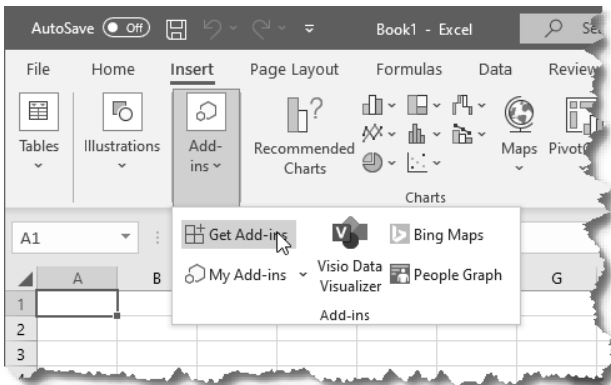 AutoSave Off Book1 - Excel
File Home Insert Page Layout Formulas Data Review
Tables Illustrations Add-ins Recommended Charts Maps
Charts
A1
Get Add-ins Bing Maps
My Add-ins Visio Data Visualizer People Graph
Add-ins
A B G
1
2
3